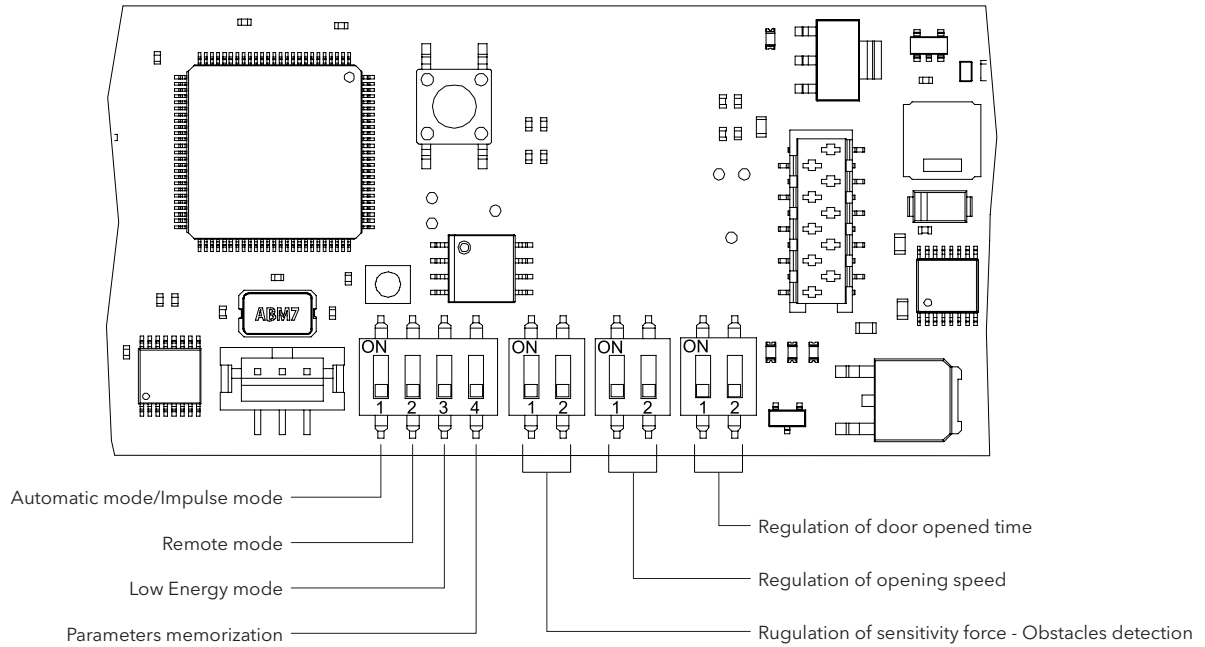 ABM7
ON
1 2 3 4
ON
1 2
ON
1 2
ON
1 2
Automatic mode/Impulse mode
Remote mode
Low Energy mode
Parameters memorization
Regulation of door opened time
Regulation of opening speed
Rugulation of sensitivity force - Obstacles detection